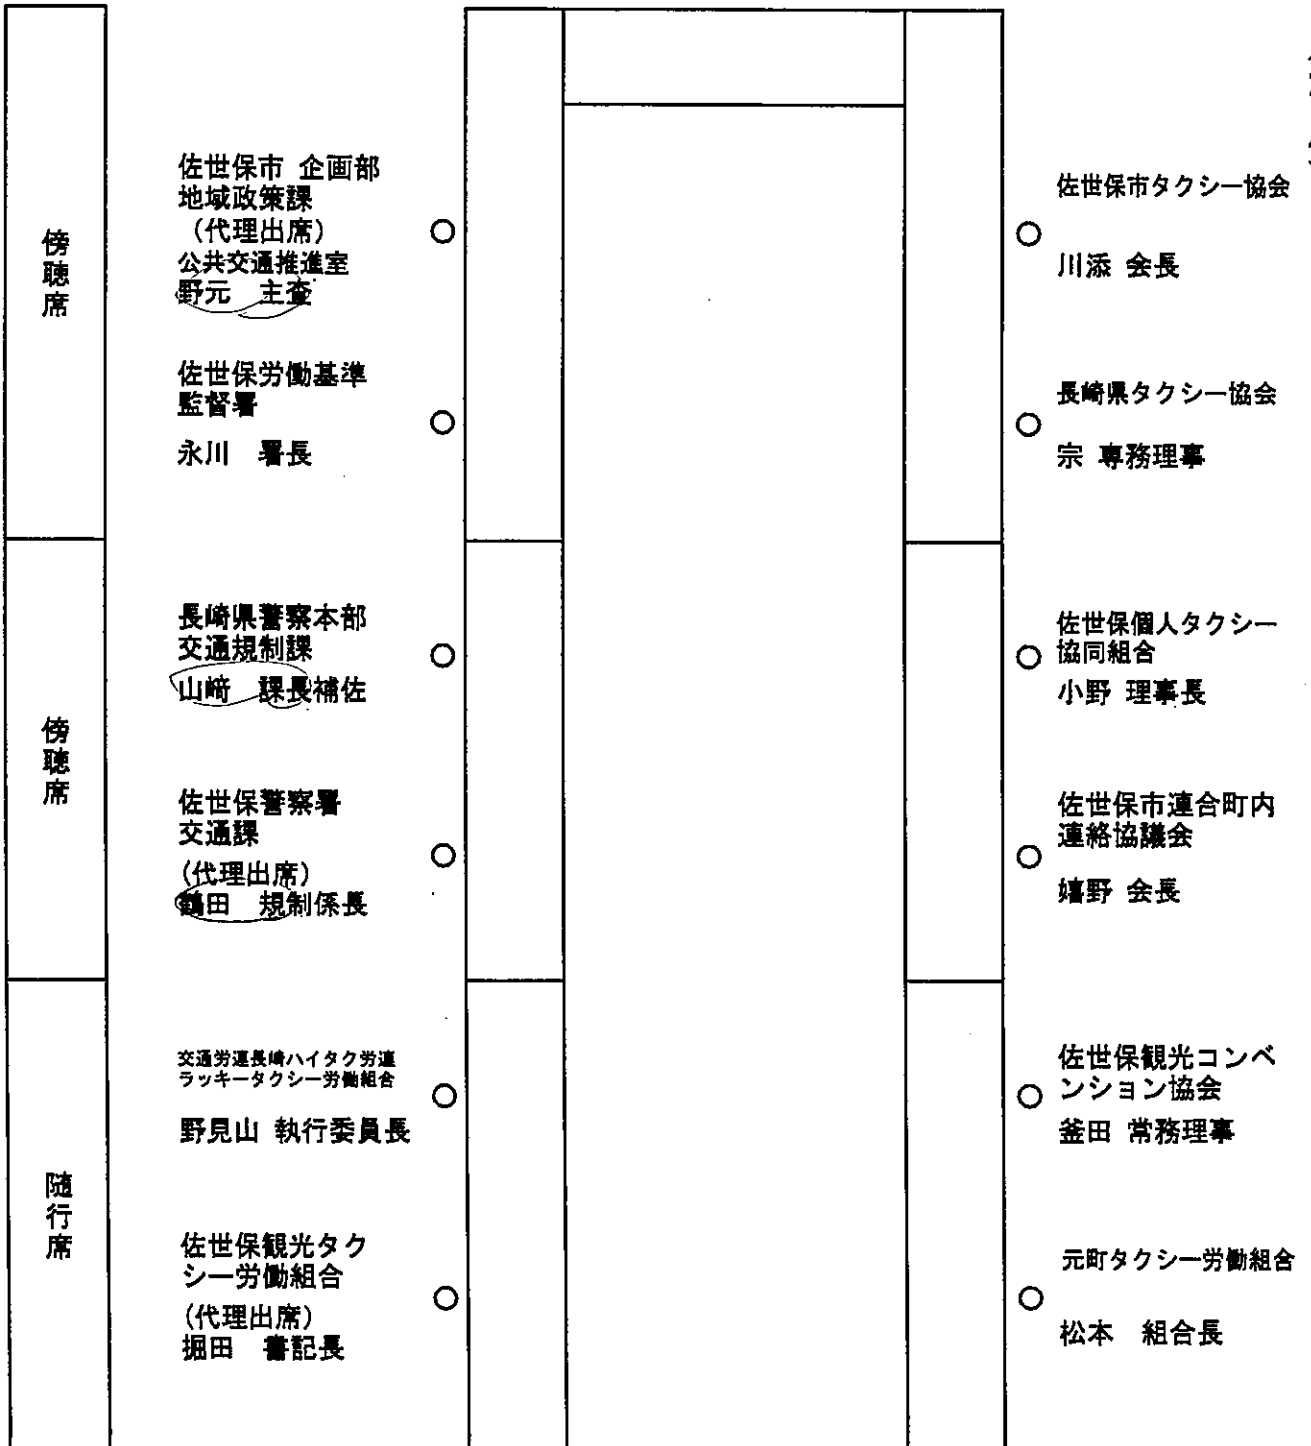 傍聴席
傍聴席
随行席
佐世保市 企画部
地域政策課
(代理出席)
公共交通推進室
野元 主査
佐世保労働基準
監督署
永川 署長
長崎県警察本部
交通規制課
山﨑 課長補佐
佐世保警察署
交通課
(代理出席)
鶴田 規制係長
交通労連長崎ハイタク労連
ラッキータクシー労働組合
野見山 執行委員長
佐世保観光タク
シー労働組合
(代理出席)
掘田 書記長
佐世保市タクシー協会
川添 会長
長崎県タクシー協会
宗 専務理事
佐世保個人タクシー
協同組合
小野 理事長
佐世保市連合町内
連絡協議会
嬉野 会長
佐世保観光コンベ
ンション協会
釜田 常務理事
元町タクシー労働組合
松本 組合長